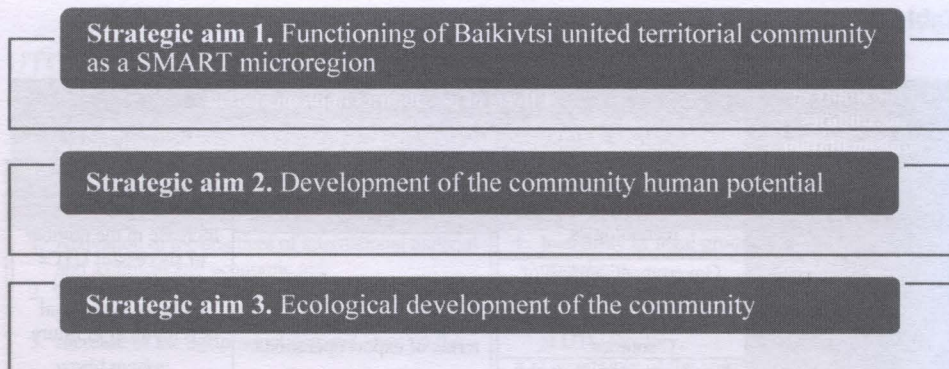 Strategic aim 1. Functioning of Baikivtsi united territorial community
as a SMART microregion
Strategic aim 2. Development of the community human potential
Strategic aim 3. Ecological development of the community